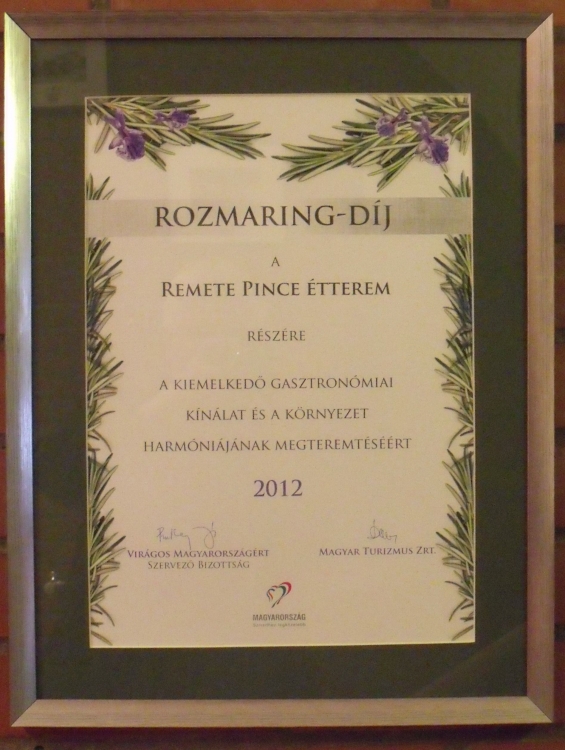 ROZMARING-DÍJ
A
REMETE PINCE ÉTTEREM
RÉSZÉRE
A KIEMELKEDŐ GASZTRONÓMIAI
KÍNÁLAT ÉS A KÖRNYEZET
HARMÓNIÁJÁNAK MEGTEREMTÉSÉÉRT
2012
VIRÁGOS MAGYARORSZÁGÉRT
SZERVEZŐ BIZOTTSÁG
MAGYAR TURIZMUS ZRT.
MAGYARORSZÁG